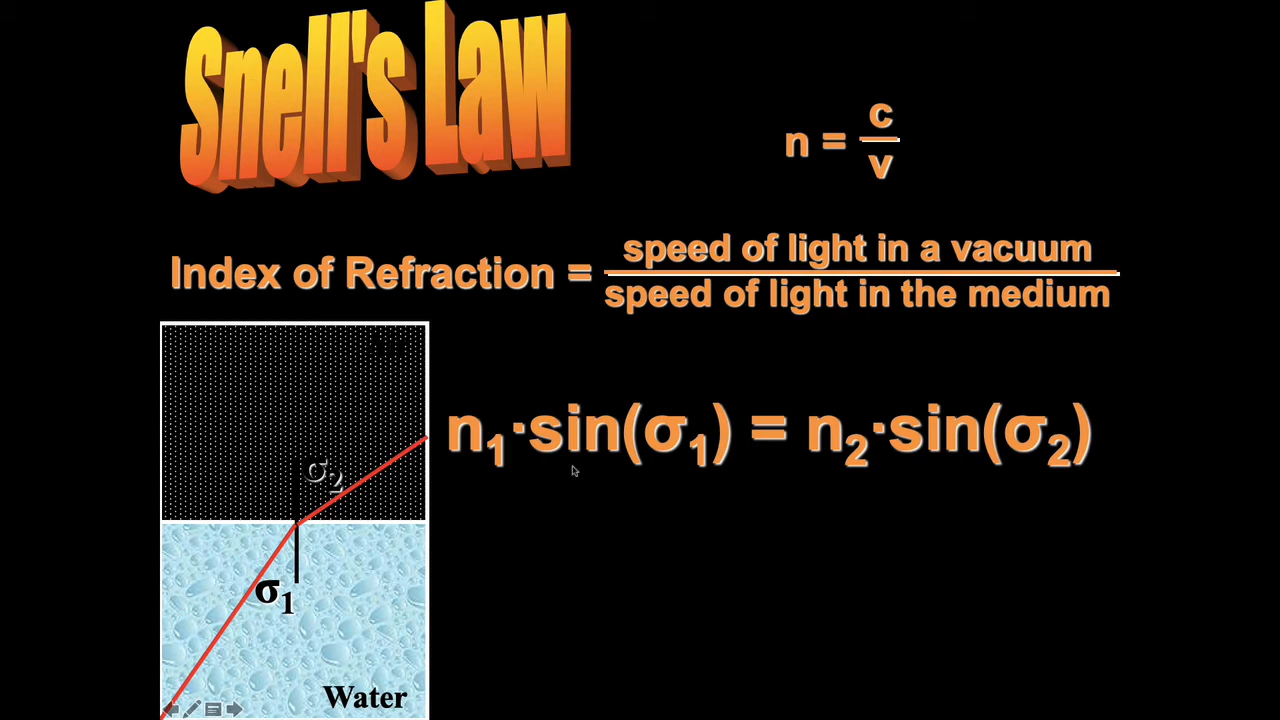 Snell's Law
n = c/v
Index of Refraction = speed of light in a vacuum
speed of light in the medium
n₁·sin(σ₁) = n₂·sin(σ₂)
σ₂
σ₁
Water